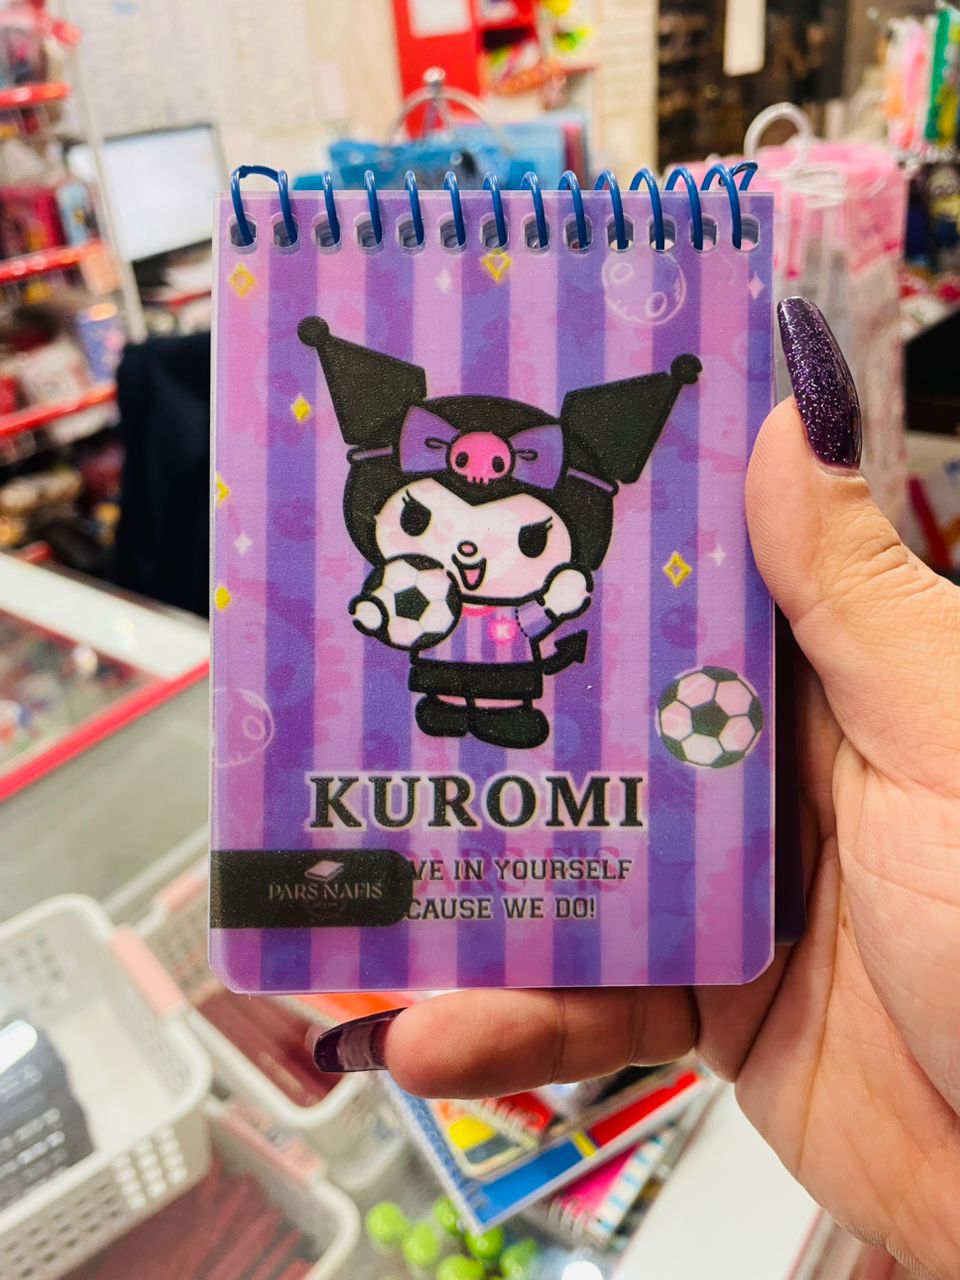 K
KUROMI
VE IN YOURSELF
CAUSE WE DO!
PARS NAFIS